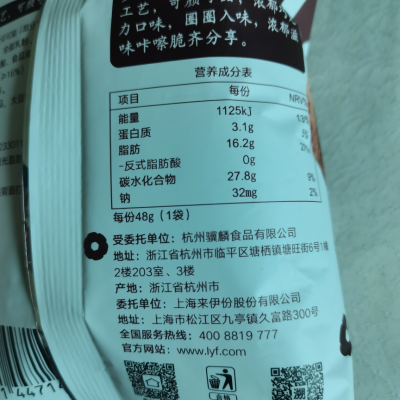 力口味，圈圈入味，浓郁滋
味咔嚓脆齐分享。
营养成分表
项目 每份 NRV%
能量 1125kJ 13%
蛋白质 3.1g
脂肪 16.2g
-反式脂肪酸 0g
碳水化合物 27.8g
钠 32mg 2%
每份48g（1袋）
受委托单位：杭州骥麟食品有限公司
地址：浙江省杭州市临平区塘栖镇塘旺街6号1幢
2楼203室、3楼
产地：浙江省杭州市
委托单位：上海来伊份股份有限公司
地址：上海市松江区九亭镇久富路300号
全国服务热线：400 8819 777
官方网站：www.lyf.com